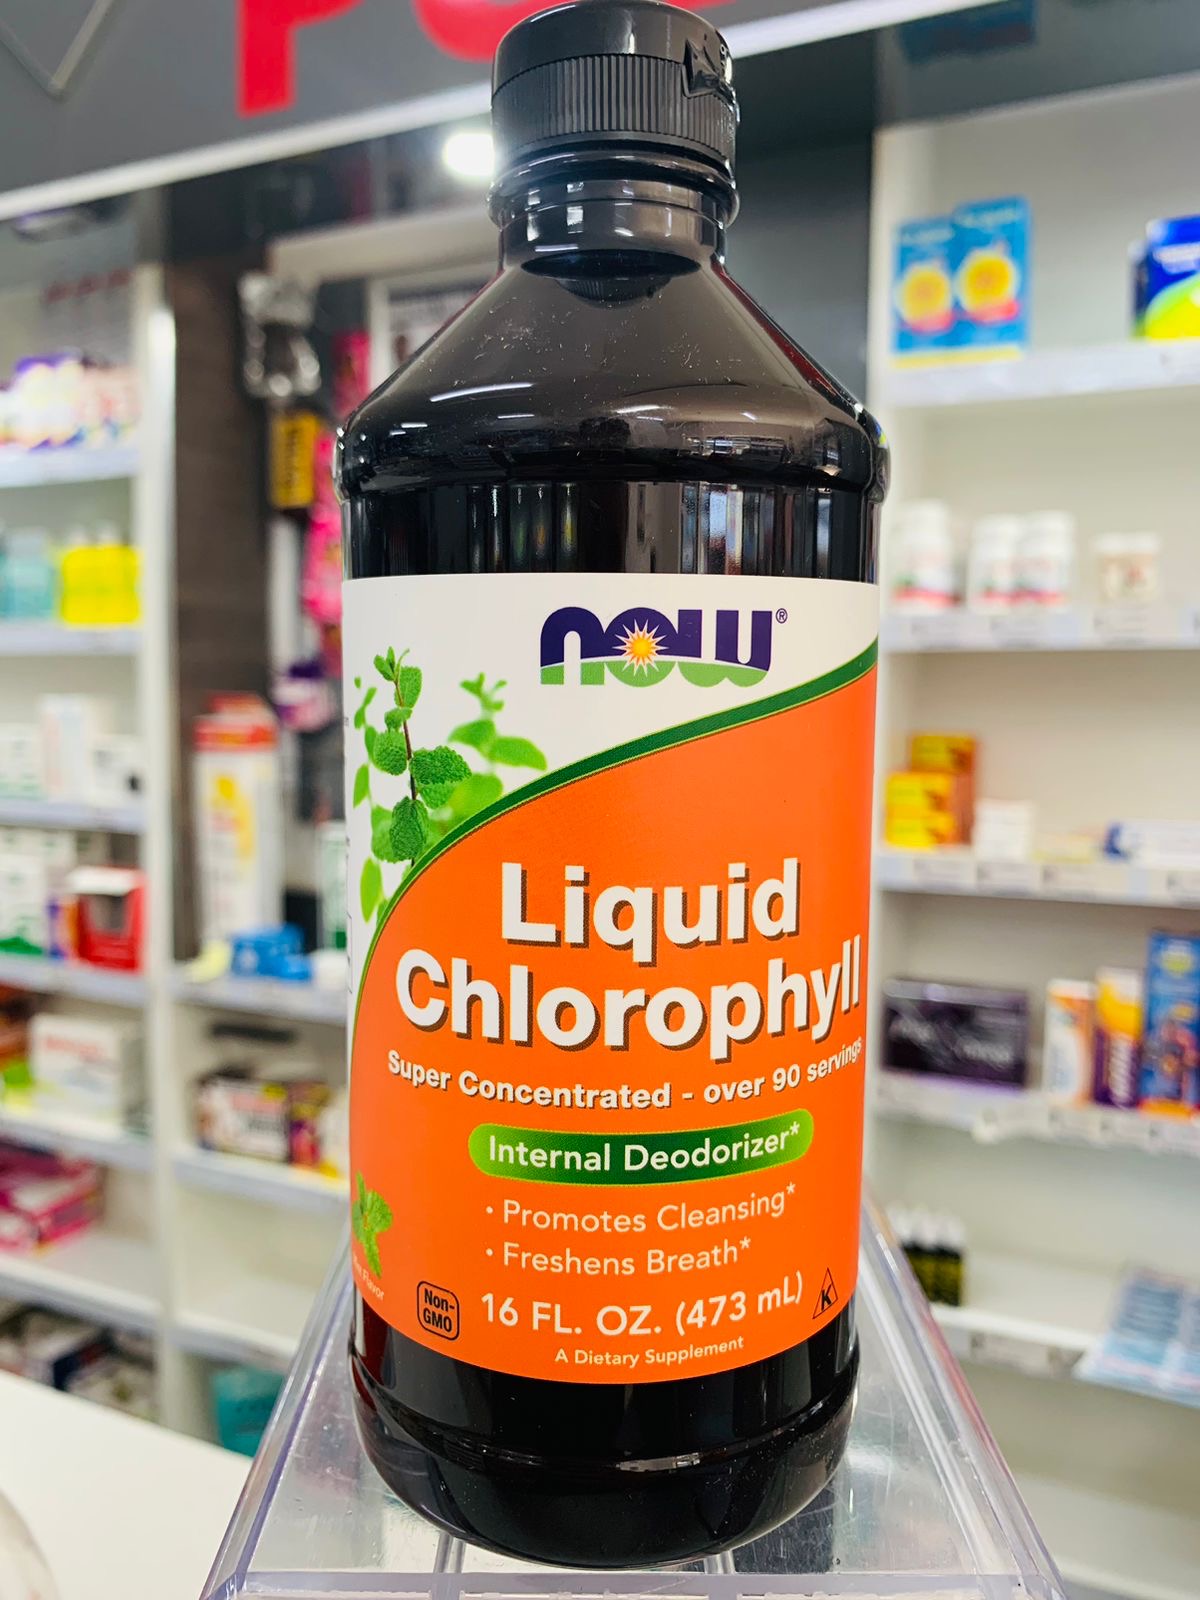 now®
Liquid
Chlorophyll
Super Concentrated - over 90 servings
Internal Deodorizer*
• Promotes Cleansing*
• Freshens Breath*
Flavor
Non-
GMO
16 FL. OZ. (473 mL)
K
A Dietary Supplement